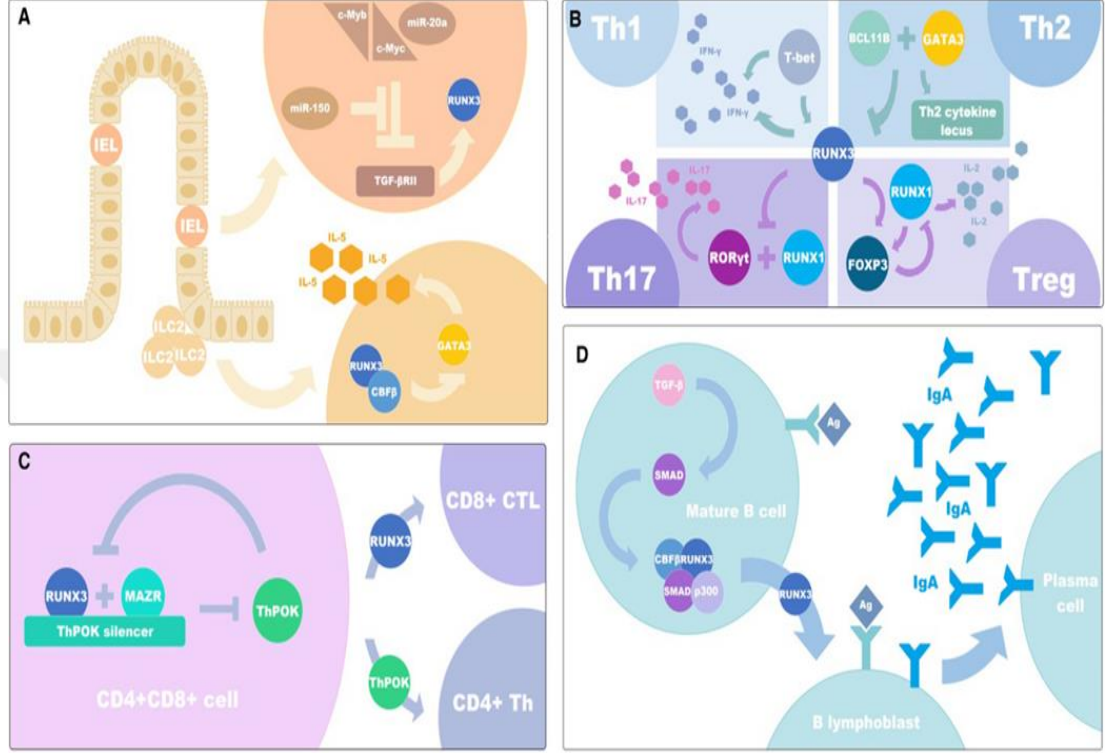 A
c-Myb
miR-20a
c-Myc
miR-150
RUNX3
TGF-βRII
IEL
IEL
IL-5
IL-5
IL-5
ILC2
ILC2
ILC2
GATA3
RUNX3
CBFβ
B
Th1
IFN-γ
T-bet
IFN-γ
BCL11B
GATA3
Th2
Th2 cytokine
locus
RUNX3
IL-17
IL-17
RORγt
RUNX1
Th17
RUNX1
IL-2
IL-2
FOXP3
Treg
C
RUNX3
MAZR
ThPOK silencer
ThPOK
CD4+CD8+ cell
RUNX3
CD8+ CTL
ThPOK
CD4+ Th
D
TGF-β
Ag
SMAD
Mature B cell
CBFβ
RUNX3
SMAD
p300
RUNX3
Ag
B lymphoblast
IgA
IgA
IgA
Plasma
cell